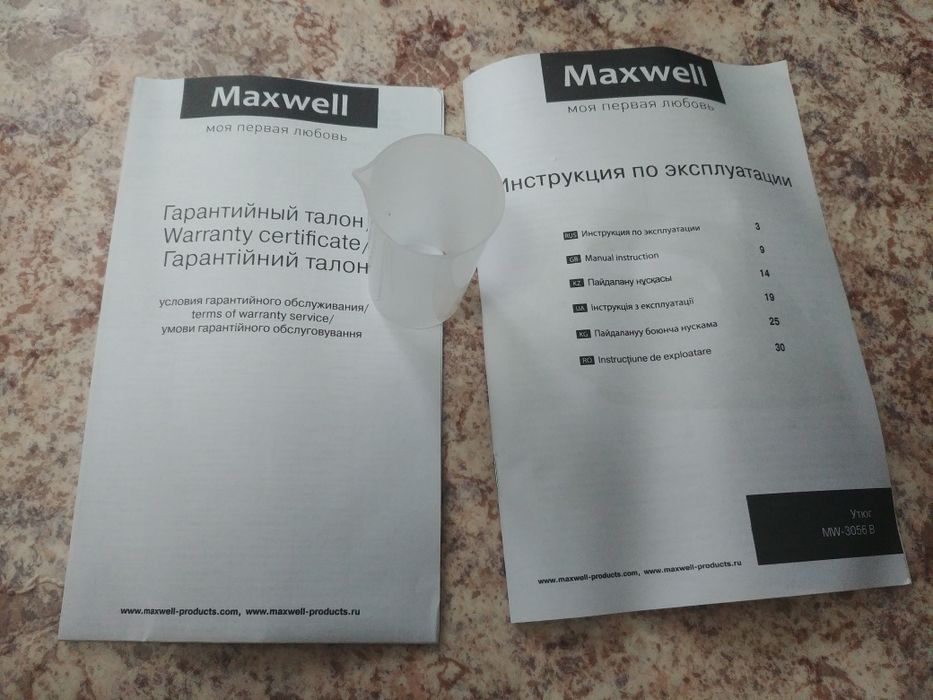 Maxwell
моя первая любовь
Гарантийный талон/
Warranty certificate/
Гарантійний талон
условия гарантийного обслуживания/
terms of warranty service/
умови гарантійного обслуговування
www.maxwell-products.com, www.maxwell-products.ru
Maxwell
моя первая любовь
Инструкция по эксплуатации
RUS Инструкция по эксплуатации 3
GB Manual instruction 9
KZ Пайдалану нұсқасы 14
UA Інструкція з експлуатації 19
KG Пайдалануу боюнча нускама 25
RO Instrucţiune de exploatare 30
Утюг
MW-3056 B
www.maxwell-products.com, www.maxwell-products.ru